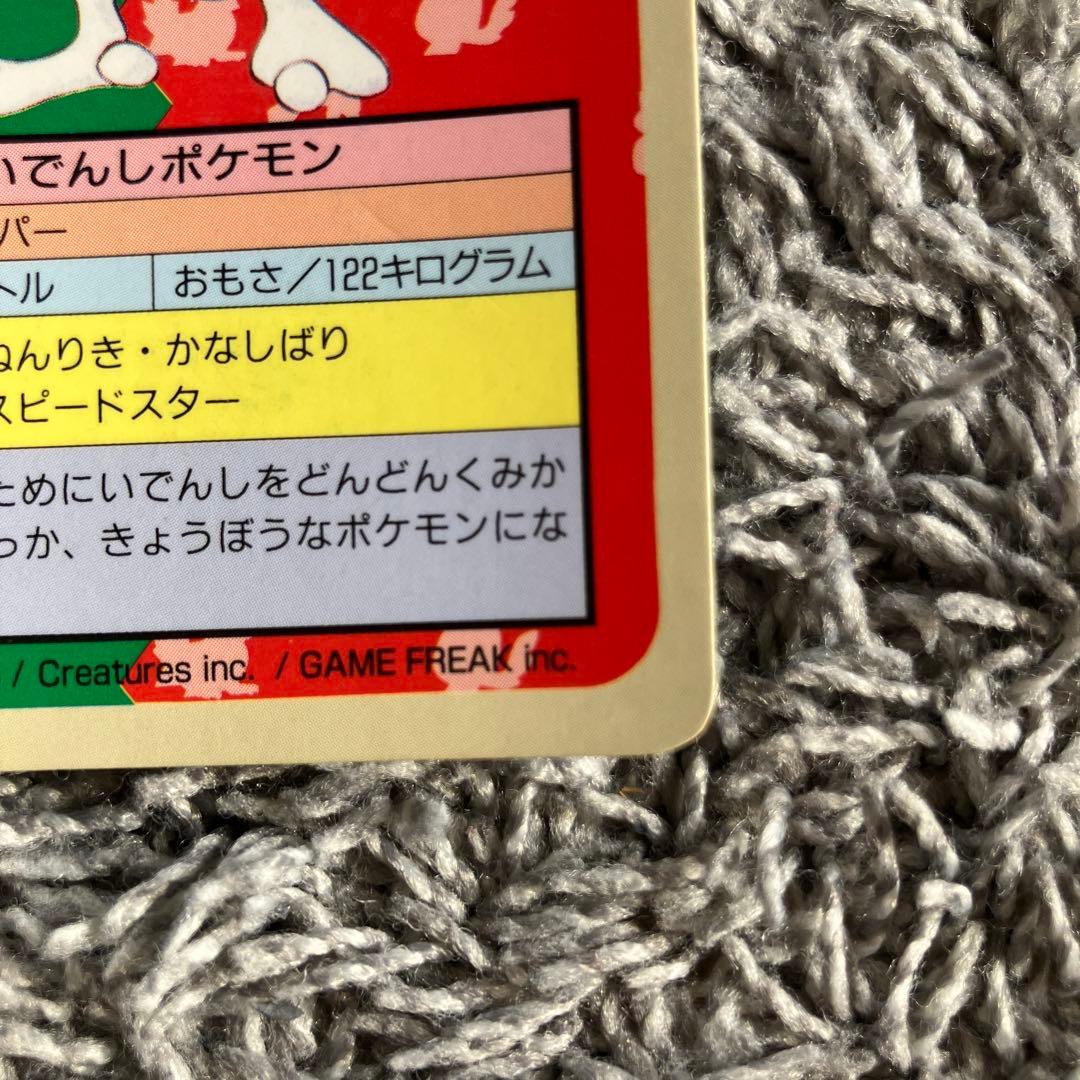 いでんしポケモン
パー
トル おもさ/122キログラム
ねんりき・かなしばり
スピードスター
ためにいでんしをどんどんくみか
っか、きょうぼうなポケモンにな
/ Creatures inc. / GAME FREAK inc.